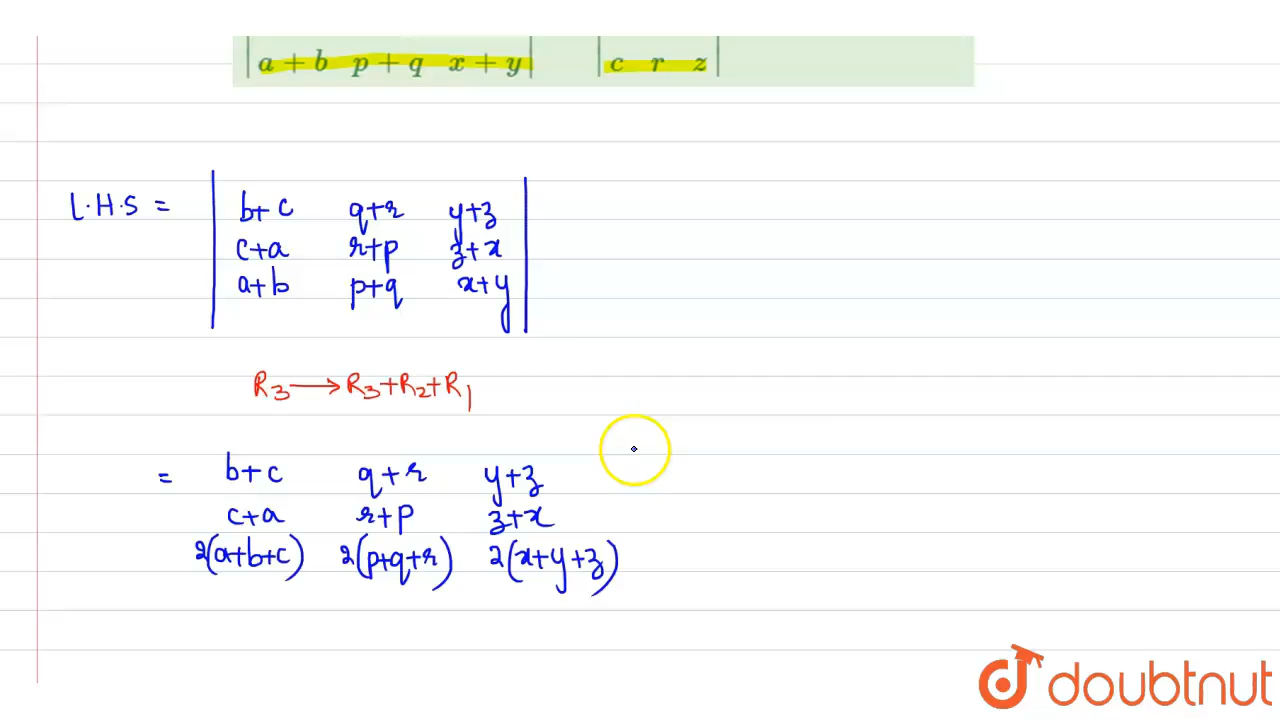 |a + b p + q x + y| |c r z|
L.H.S = | b+c q+r y+z |
| c+a r+p z+x |
| a+b p+q x+y |
R₃ → R₃+R₂+R₁
= b+c q+r y+z
c+a r+p z+x
2(a+b+c) 2(p+q+r) 2(x+y+z)
doubtnut